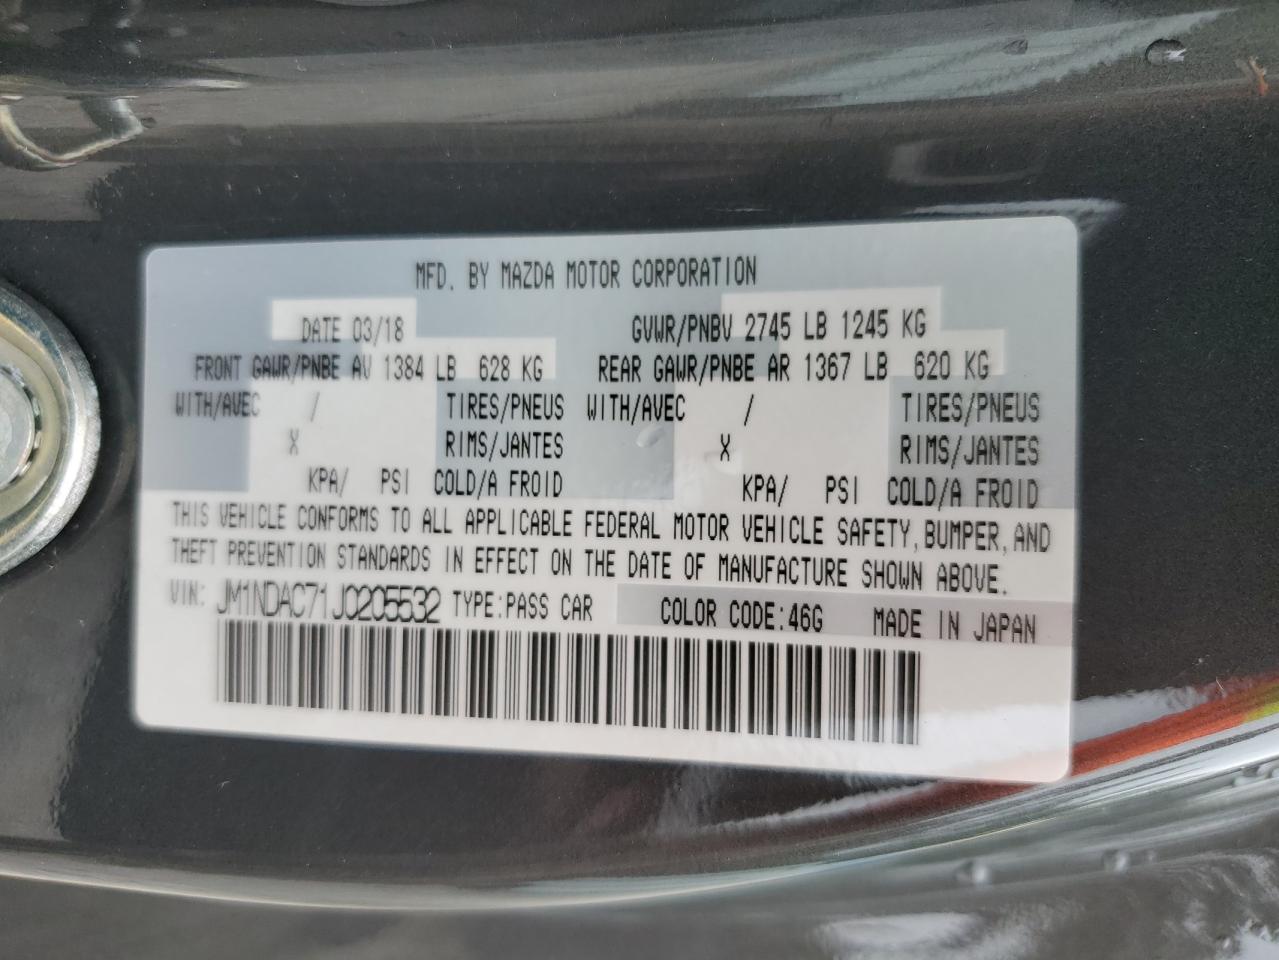 MFD. BY MAZDA MOTOR CORPORATION
DATE 03/18 GVWR/PNBV 2745 LB 1245 KG
FRONT GAWR/PNBE AV 1384 LB 628 KG REAR GAWR/PNBE AR 1367 LB 620 KG
WITH/AVEC / TIRES/PNEUS WITH/AVEC / TIRES/PNEUS
X RIMS/JANTES X RIMS/JANTES
KPA/ PSI COLD/A FROID KPA/ PSI COLD/A FROID
THIS VEHICLE CONFORMS TO ALL APPLICABLE FEDERAL MOTOR VEHICLE SAFETY, BUMPER, AND
THEFT PREVENTION STANDARDS IN EFFECT ON THE DATE OF MANUFACTURE SHOWN ABOVE.
VIN: JM1NDAC71J0205532 TYPE:PASS CAR COLOR CODE:46G MADE IN JAPAN